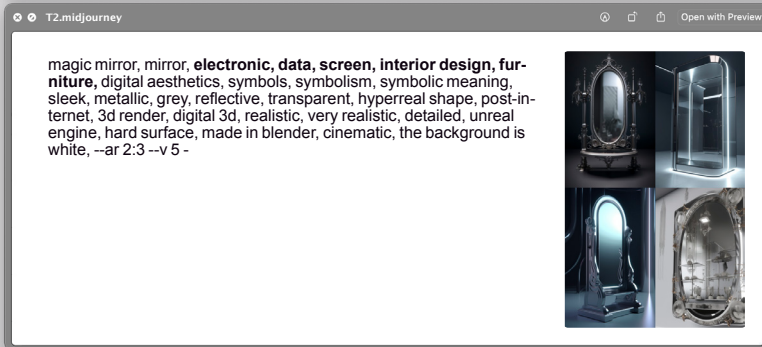 T2.midjourney
Open with Preview
magic mirror, mirror, electronic, data, screen, interior design, fur-
niture, digital aesthetics, symbols, symbolism, symbolic meaning,
sleek, metallic, grey, reflective, transparent, hyperreal shape, post-in-
ternet, 3d render, digital 3d, realistic, very realistic, detailed, unreal
engine, hard surface, made in blender, cinematic, the background is
white, --ar 2:3 --v 5 -